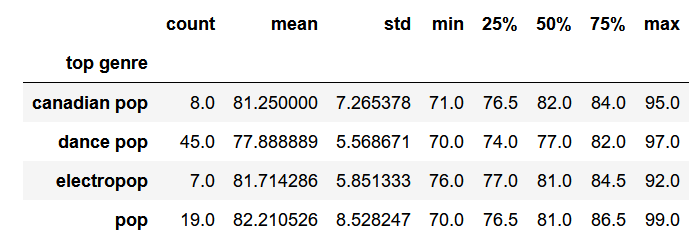 count mean std min 25% 50% 75% max
top genre
canadian pop 8.0 81.250000 7.265378 71.0 76.5 82.0 84.0 95.0
dance pop 45.0 77.888889 5.568671 70.0 74.0 77.0 82.0 97.0
electropop 7.0 81.714286 5.851333 76.0 77.0 81.0 84.5 92.0
pop 19.0 82.210526 8.528247 70.0 76.5 81.0 86.5 99.0